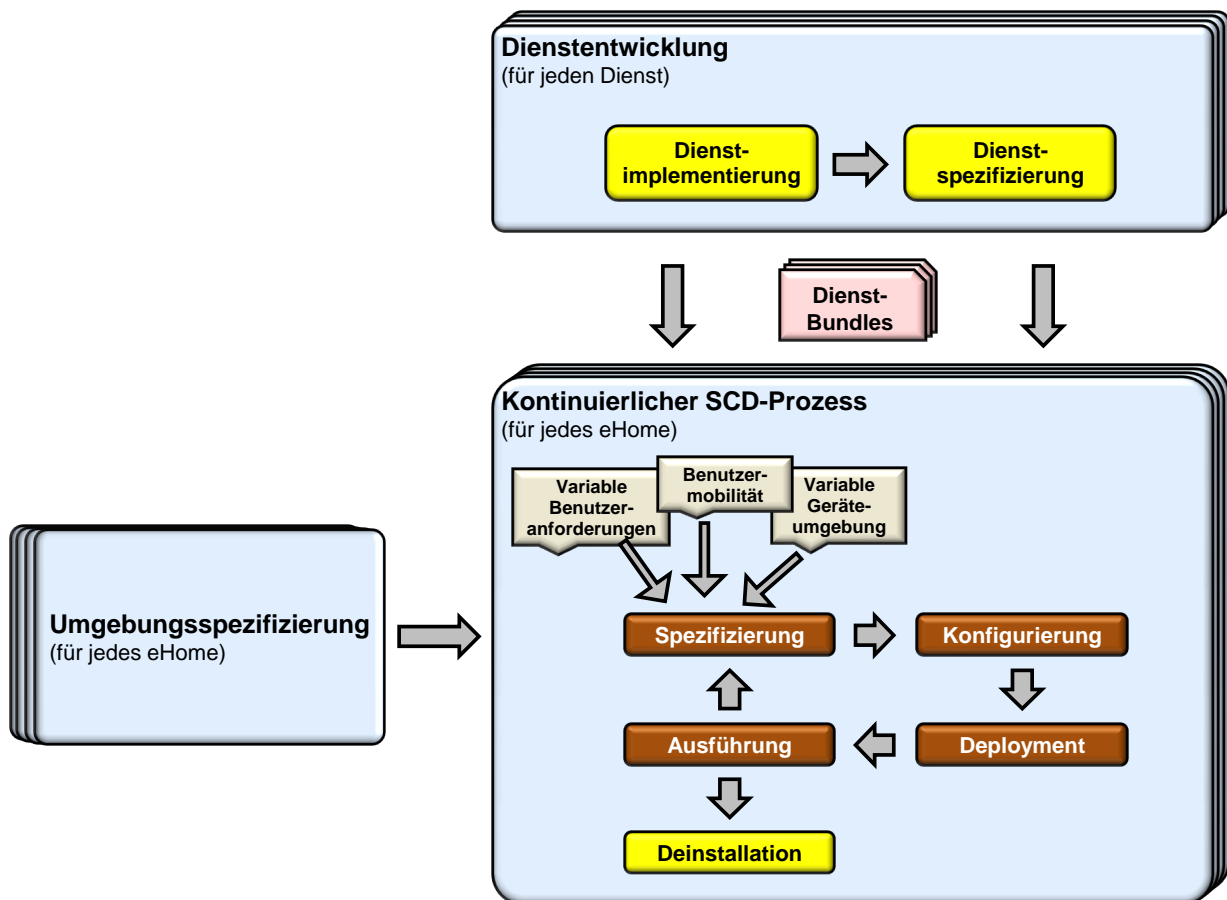 Dienstentwicklung
(für jeden Dienst)
Dienst-
implementierung
Dienst-
spezifizierung
Dienst-
Bundles
Kontinuierlicher SCD-Prozess
(für jedes eHome)
Variable
Benutzer-
anforderungen
Benutzer-
mobilität
Variable
Geräte-
umgebung
Umgebungsspezifizierung
(für jedes eHome)
Spezifizierung
Konfigurierung
Ausführung
Deployment
Deinstallation